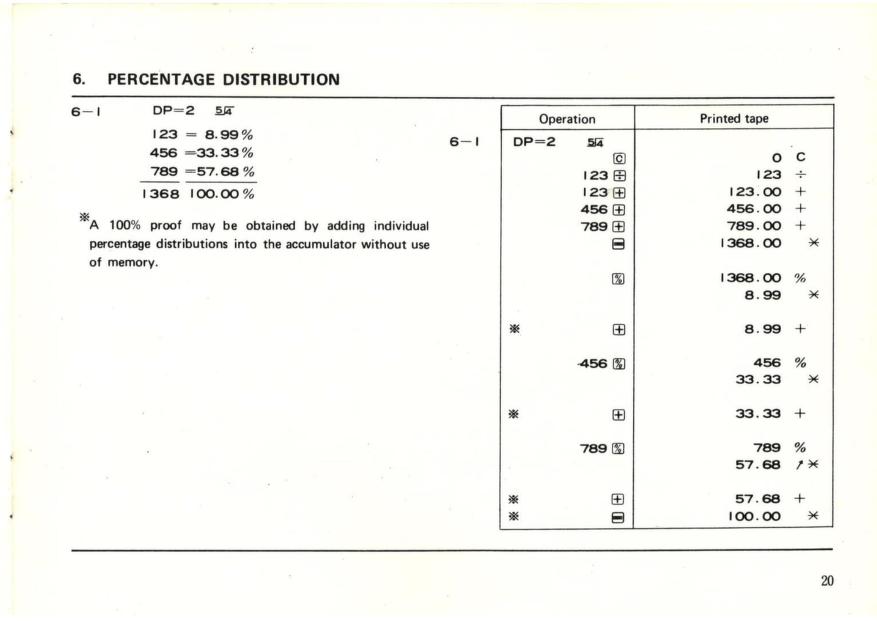 6. PERCENTAGE DISTRIBUTION
6-1 DP=2 5/4
123 = 8.99%
456 =33.33%
789 =57.68%
1368 100.00%
※A 100% proof may be obtained by adding individual
percentage distributions into the accumulator without use
of memory.
Operation Printed tape
6-1 DP=2 5/4
C 0 C
123 ÷ 123 ÷
123 + 123.00 +
456 + 456.00 +
789 + 789.00 +
= 1368.00 *
% 1368.00 %
8.99 *
※ + 8.99 +
456 % 456 %
33.33 *
※ + 33.33 +
789 % 789 %
57.68 ↗*
※ + 57.68 +
※ = 100.00 *
20